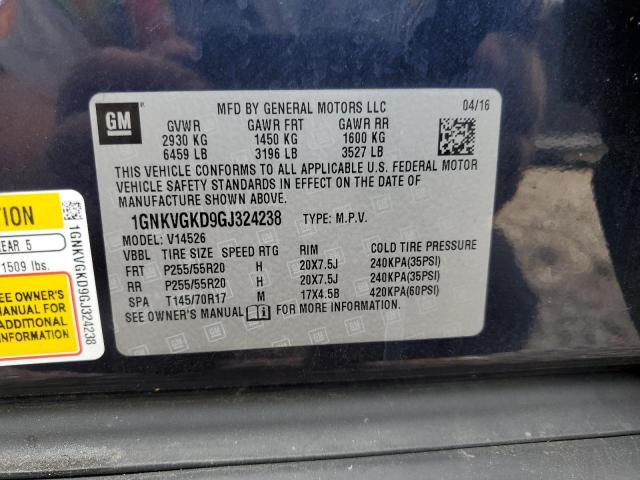 GM
MFD BY GENERAL MOTORS LLC
04/16
GVWR GAWR FRT GAWR RR
2930 KG 1450 KG 1600 KG
6459 LB 3196 LB 3527 LB
THIS VEHICLE CONFORMS TO ALL APPLICABLE U.S. FEDERAL MOTOR
VEHICLE SAFETY STANDARDS IN EFFECT ON THE DATE OF
MANUFACTURE SHOWN ABOVE.
1GNKVGKD9GJ324238 TYPE: M.P.V.
MODEL: V14526
VBBL TIRE SIZE SPEED RTG RIM COLD TIRE PRESSURE
FRT P255/55R20 H 20X7.5J 240KPA(35PSI)
RR P255/55R20 H 20X7.5J 240KPA(35PSI)
SPA T145/70R17 M 17X4.5B 420KPA(60PSI)
SEE OWNER'S MANUAL FOR MORE INFORMATION.
TION
EAR 5
1509 lbs.
SEE OWNER'S
MANUAL FOR
ADDITIONAL
INFORMATION
1GNKVGKD9GJ324238